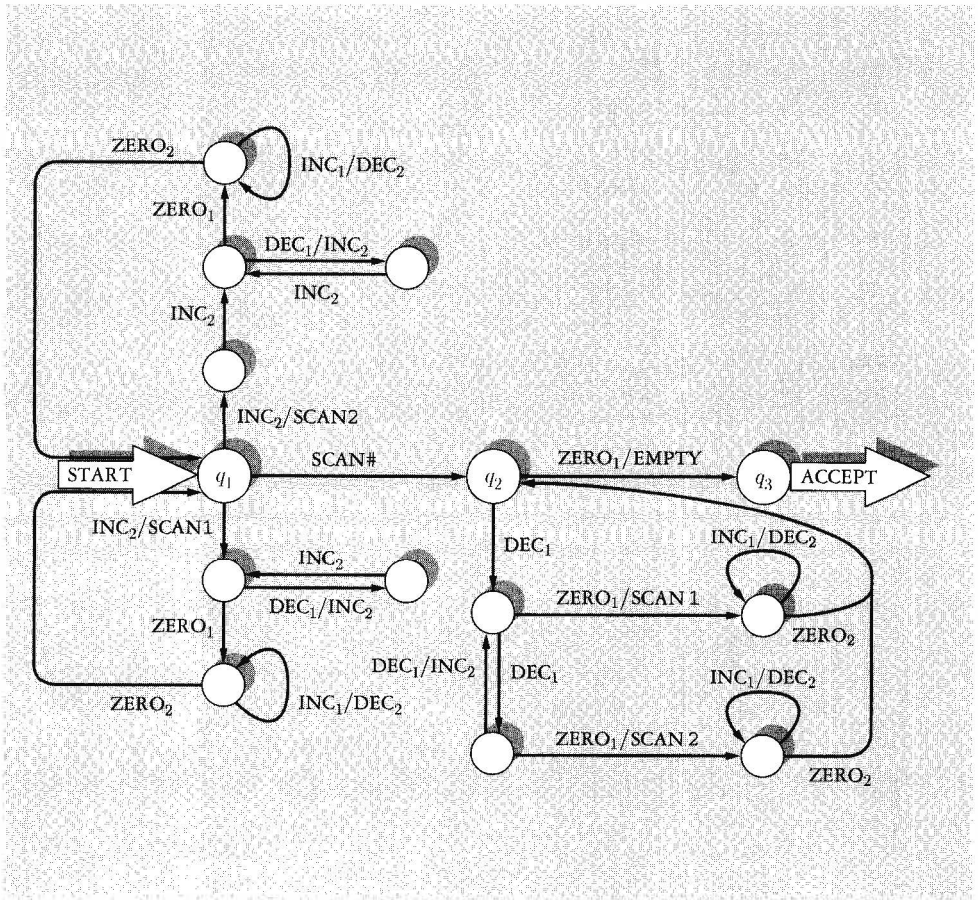 ZERO₂
INC₁/DEC₂
ZERO₁
DEC₁/INC₂
INC₂
INC₂
INC₂/SCAN2
START
q₁
SCAN#
q₂
ZERO₁/EMPTY
q₃
ACCEPT
INC₂/SCAN1
INC₂
DEC₁/INC₂
ZERO₁
ZERO₂
INC₁/DEC₂
DEC₁
INC₁/DEC₂
ZERO₁/SCAN 1
ZERO₂
DEC₁/INC₂
DEC₁
INC₁/DEC₂
ZERO₁/SCAN 2
ZERO₂